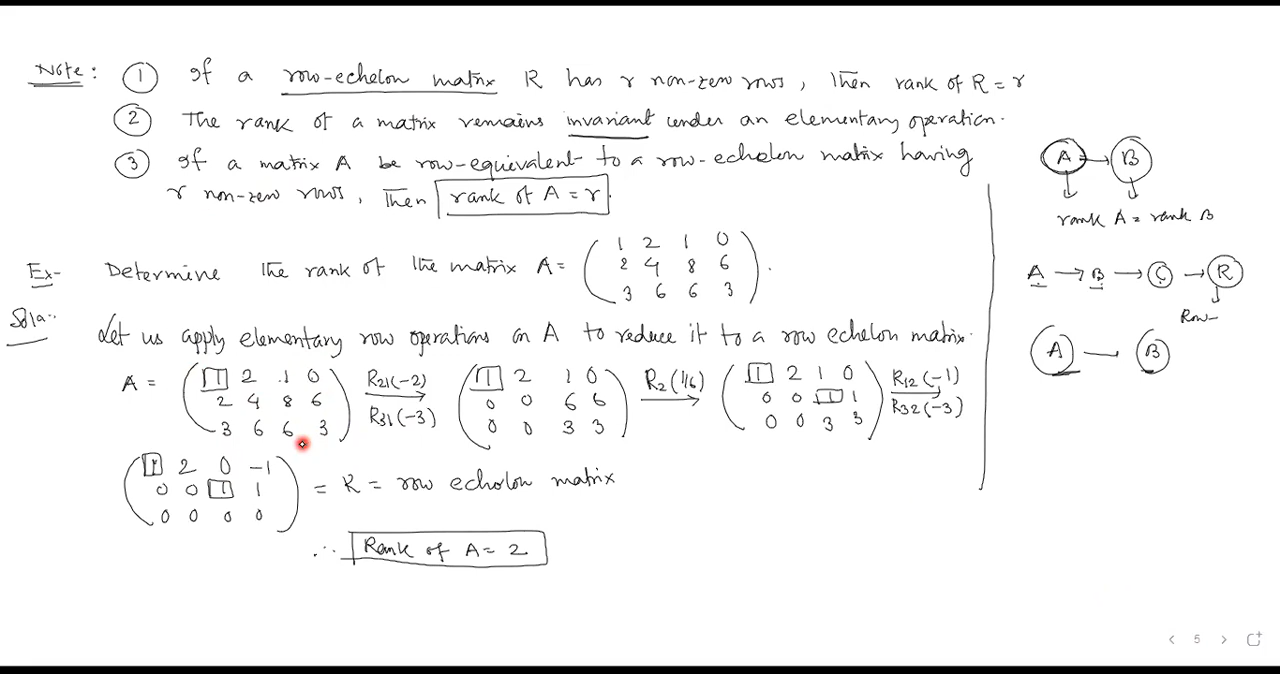 Note: ① If a row-echelon matrix R has r non-zero rows, then rank of R = r
② The rank of a matrix remains invariant under an elementary operation.
③ If a matrix A be row-equivalent to a row-echelon matrix having
r non-zero rows, Then rank of A = r.
A → B
rank A = rank B
Ex- Determine the rank of the matrix A =
1 2 1 0
2 4 8 6
3 6 6 3
A → B → C → R
Row-
Soln.. Let us apply elementary row operations on A to reduce it to a row echelon matrix.
A — B
A =
1 2 1 0
2 4 8 6
3 6 6 3
R21(-2)
R31(-3)
1 2 1 0
0 0 6 6
0 0 3 3
R2(1/6)
1 2 1 0
0 0 1 1
0 0 3 3
R12(-1)
R32(-3)
1 2 0 -1
0 0 1 1
0 0 0 0
= R = row echolon matrix
∴ Rank of A = 2
< 5 >